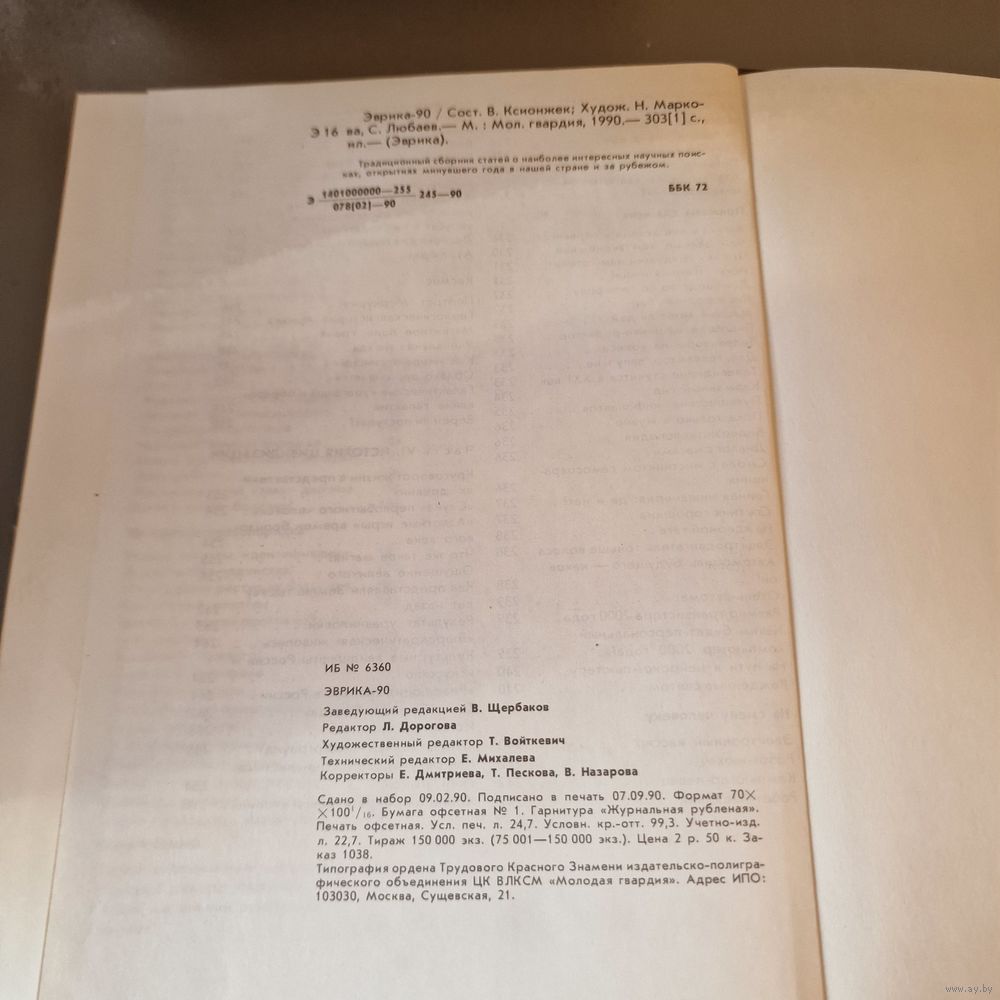 Эврика-90 / Сост. В. Ксионжек; Худож. Н. Марко-
Э 16 ва, С. Любаев.— М. : Мол. гвардия, 1990.— 303[1] с.,
ил.— (Эврика).
Традиционный сборник статей о наиболее интересных научных поис-
ках, открытиях минувшего года в нашей стране и за рубежом.
Э 1401000000—255 / 078(02)—90 245—90
ББК 72
ИБ № 6360
ЭВРИКА-90
Заведующий редакцией В. Щербаков
Редактор Л. Дорогова
Художественный редактор Т. Войткевич
Технический редактор Е. Михалева
Корректоры Е. Дмитриева, Т. Пескова, В. Назарова
Сдано в набор 09.02.90. Подписано в печать 07.09.90. Формат 70×
×100¹/₁₆. Бумага офсетная № 1. Гарнитура «Журнальная рубленая».
Печать офсетная. Усл. печ. л. 24,7. Условн. кр.-отт. 99,3. Учетно-изд.
л. 22,7. Тираж 150 000 экз. (75 001—150 000 экз.). Цена 2 р. 50 к. За-
каз 1038.
Типография ордена Трудового Красного Знамени издательско-полигра-
фического объединения ЦК ВЛКСМ «Молодая гвардия». Адрес ИПО:
103030, Москва, Сущевская, 21.
www.ay.by